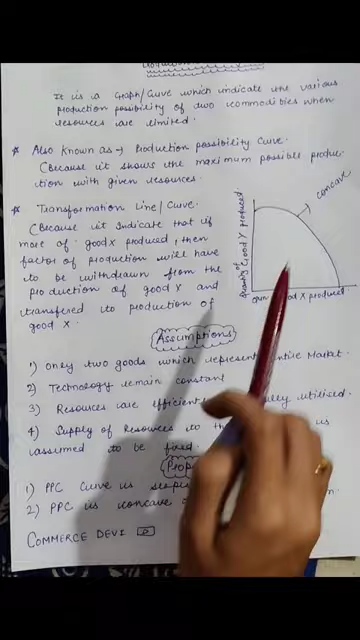 It is a Graph/Curve which indicate the various
production possibility of two commodities when
resources are limited.
* Also known as → Production possibility Curve.
(Because it shows the maximum possible produc-
tion with given resources.
* Transformation Line/Curve.
(Because it indicate that if
more of good X produced, then
factor of production will have
to be withdrawn from the
production of good Y and
transfered to production of
good X.
Quantity of Good Y produced
concave
good X produced
Assumptions
1) Only two goods which represent entire Market.
2) Technology remain constant
3) Resources are utilised.
4) Supply of Resources to is
assumed to be fixed.
1) PPC curve is
2) PPC is concave
COMMERCE DEVI